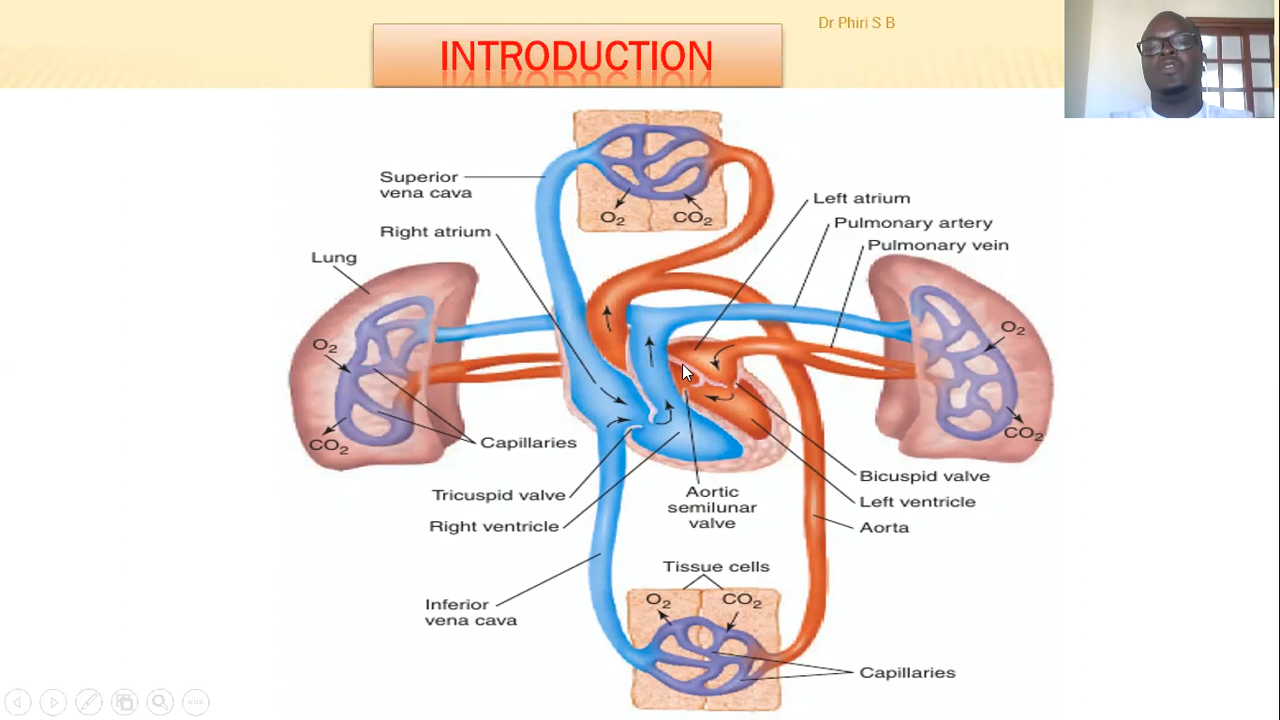 Dr Phiri S B
INTRODUCTION
Superior
vena cava
O₂
CO₂
Left atrium
Pulmonary artery
Pulmonary vein
Right atrium
Lung
O₂
CO₂
O₂
CO₂
Capillaries
Tricuspid valve
Right ventricle
Aortic
semilunar
valve
Bicuspid valve
Left ventricle
Aorta
Tissue cells
O₂
CO₂
Inferior
vena cava
Capillaries